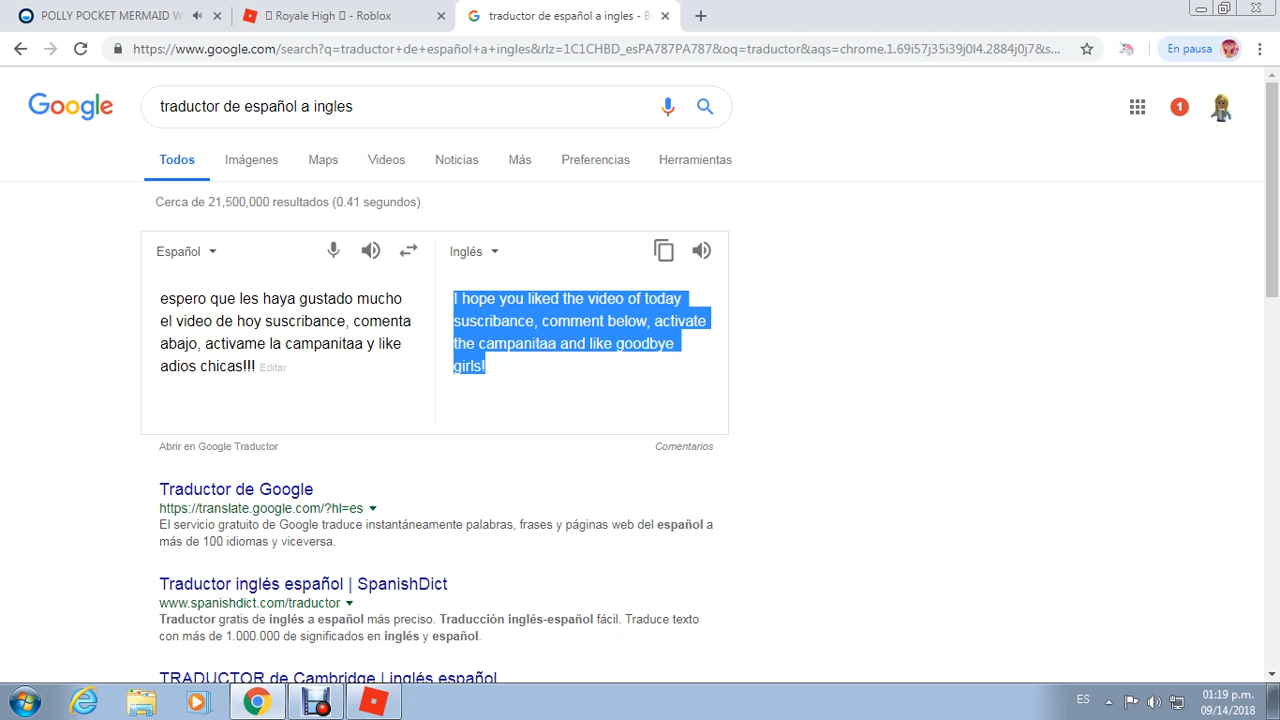 POLLY POCKET MERMAID W
Royale High - Roblox
traductor de español a ingles - B
https://www.google.com/search?q=traductor+de+español+a+ingles&rlz=1C1CHBD_esPA787PA787&oq=traductor&aqs=chrome.1.69i57j35i39j0l4.2884j0j7&s...
En pausa
Google
traductor de español a ingles
1
Todos Imágenes Maps Videos Noticias Más Preferencias Herramientas
Cerca de 21,500,000 resultados (0.41 segundos)
Español
espero que les haya gustado mucho
el video de hoy suscribance, comenta
abajo, activame la campanitaa y like
adios chicas!!! Editar
Inglés
I hope you liked the video of today
suscribance, comment below, activate
the campanitaa and like goodbye
girls!
Abrir en Google Traductor
Comentarios
Traductor de Google
https://translate.google.com/?hl=es
El servicio gratuito de Google traduce instantáneamente palabras, frases y páginas web del español a
más de 100 idiomas y viceversa.
Traductor inglés español | SpanishDict
www.spanishdict.com/traductor
Traductor gratis de inglés a español más preciso. Traducción inglés-español fácil. Traduce texto
con más de 1.000.000 de significados en inglés y español.
TRADUCTOR de Cambridge | inglés español
ES
01:19 p.m.
09/14/2018